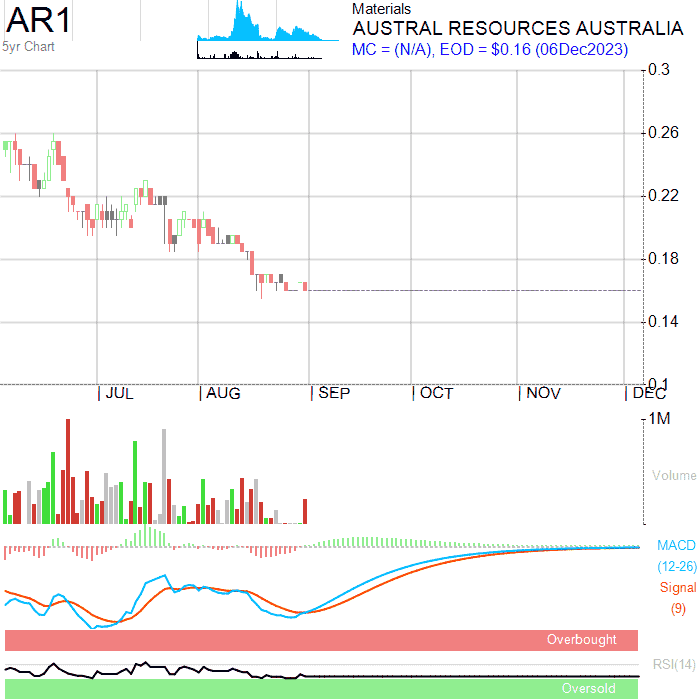 AR1
5yr Chart
Materials
AUSTRAL RESOURCES AUSTRALIA
MC = (N/A), EOD = $0.16 (06Dec2023)
0.3
0.26
0.22
0.18
0.14
0.1
JUL AUG SEP OCT NOV DEC
1M
Volume
MACD
(12-26)
Signal
(9)
Overbought
RSI(14)
Oversold